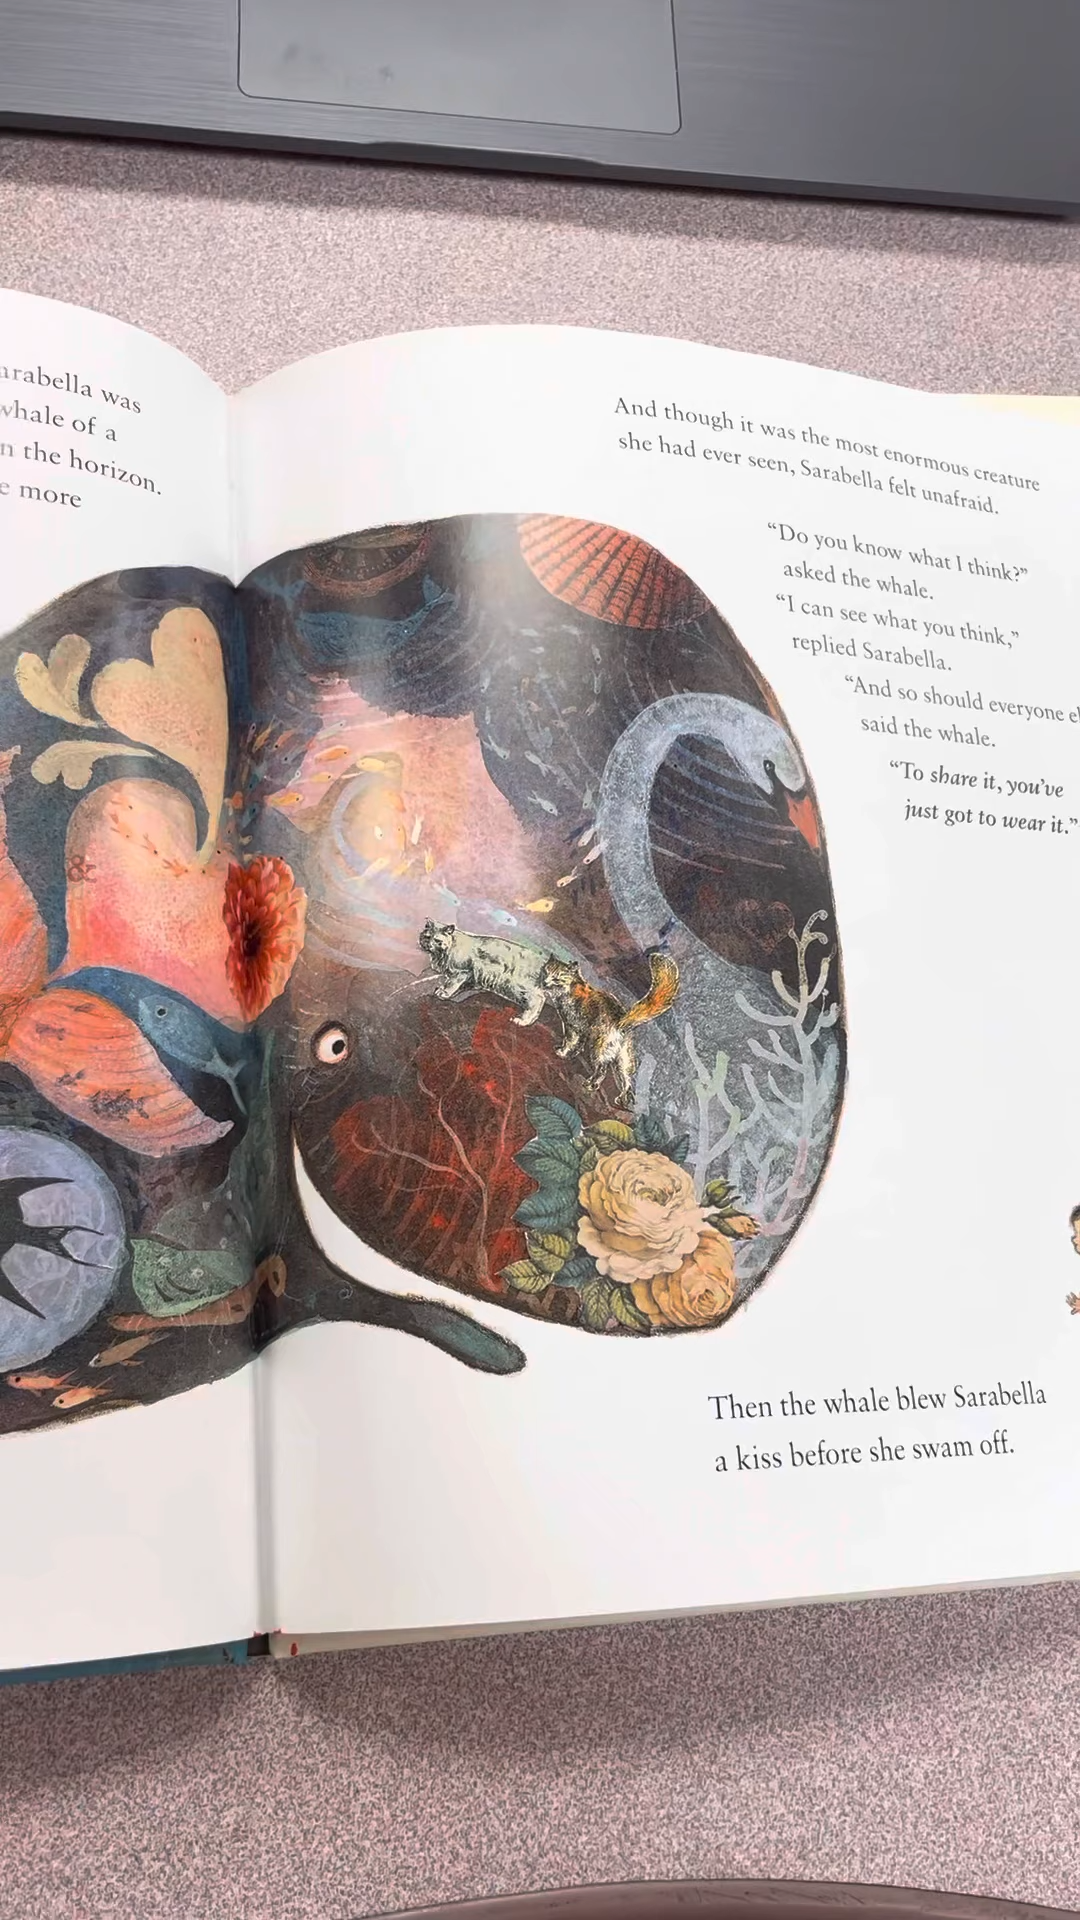 was
whale of a
n the horizon.
more
And though it was the most enormous creature
she had ever seen, Sarabella felt unafraid.
“Do you know what I think?”
asked the whale.
“I can see what you think,”
replied Sarabella.
“And so should everyone
said the whale.
“To share it, you’ve
just got to wear it.”
&
Then the whale blew Sarabella
a kiss before she swam off.